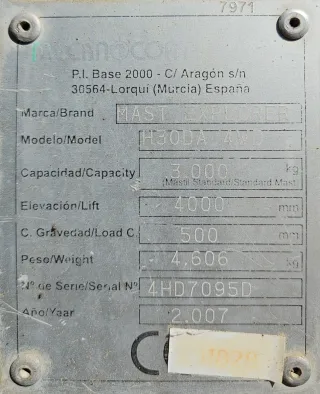 7971
P.I. Base 2000 - C/ Aragón s/n
30564-Lorquí (Murcia) España
Marca/Brand MAST
Modelo/Model H30DA
Capacidad/Capacity 3.000 kg
(Mastil Standard/Standard Mast)
Elevación/Lift 4000 mm
C. Gravedad/Load C. 500 mm
Peso/Weight 4.606 kg
Nº de Serie/Serial Nº 4HD7095D
Año/Yaar 2.007
CE